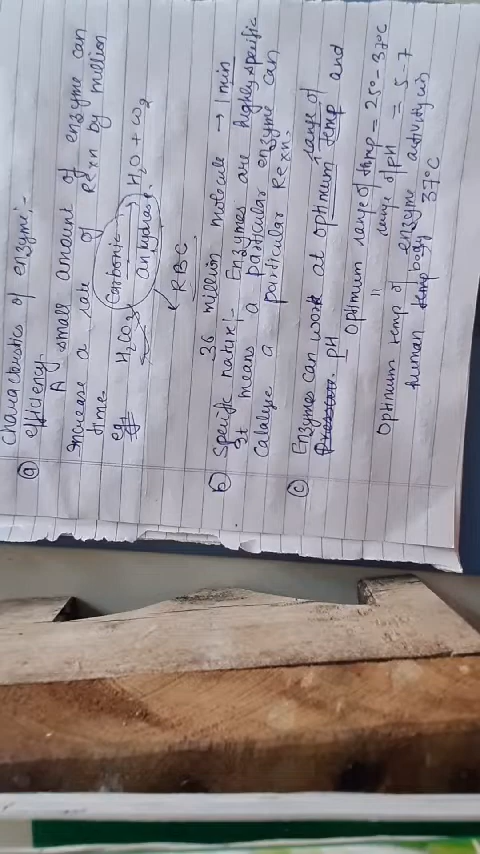 Characteristics of enzyme:-
(a) efficiency.
A small amount of enzyme can
increase a rate of Rexn by million
time
eg H2CO3 Carbonic anhydrase → H2O + CO2
RBC
36 million molecule → 1 min
(b) Specific nature:- Enzymes are highly specific
It means a particular enzyme can
Catalyse a particular Rexn.
(c) Enzymes can work at optimum range of temp and
pH
Optimum range of temp = 25°-37°C
" range of pH = 5-7
Optimum temp of enzyme activity in
human body 37°C